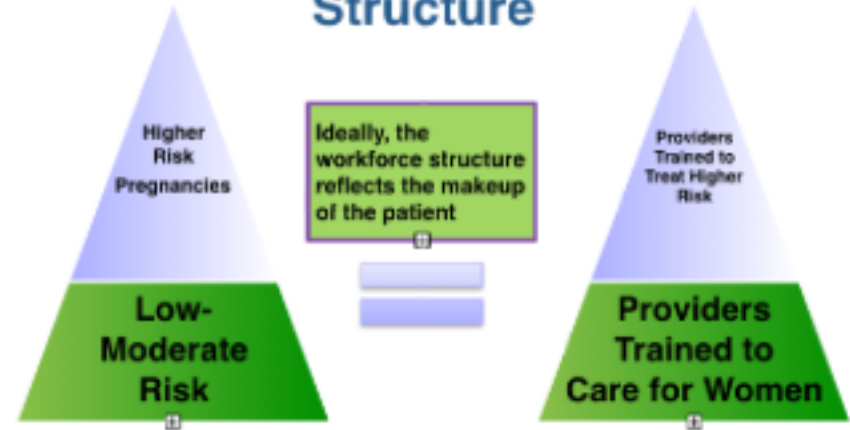 Structure
Higher
Risk
Pregnancies
Low-
Moderate
Risk
Ideally, the
workforce structure
reflects the makeup
of the patient
Providers
Trained to
Treat Higher
Risk
Providers
Trained to
Care for Women